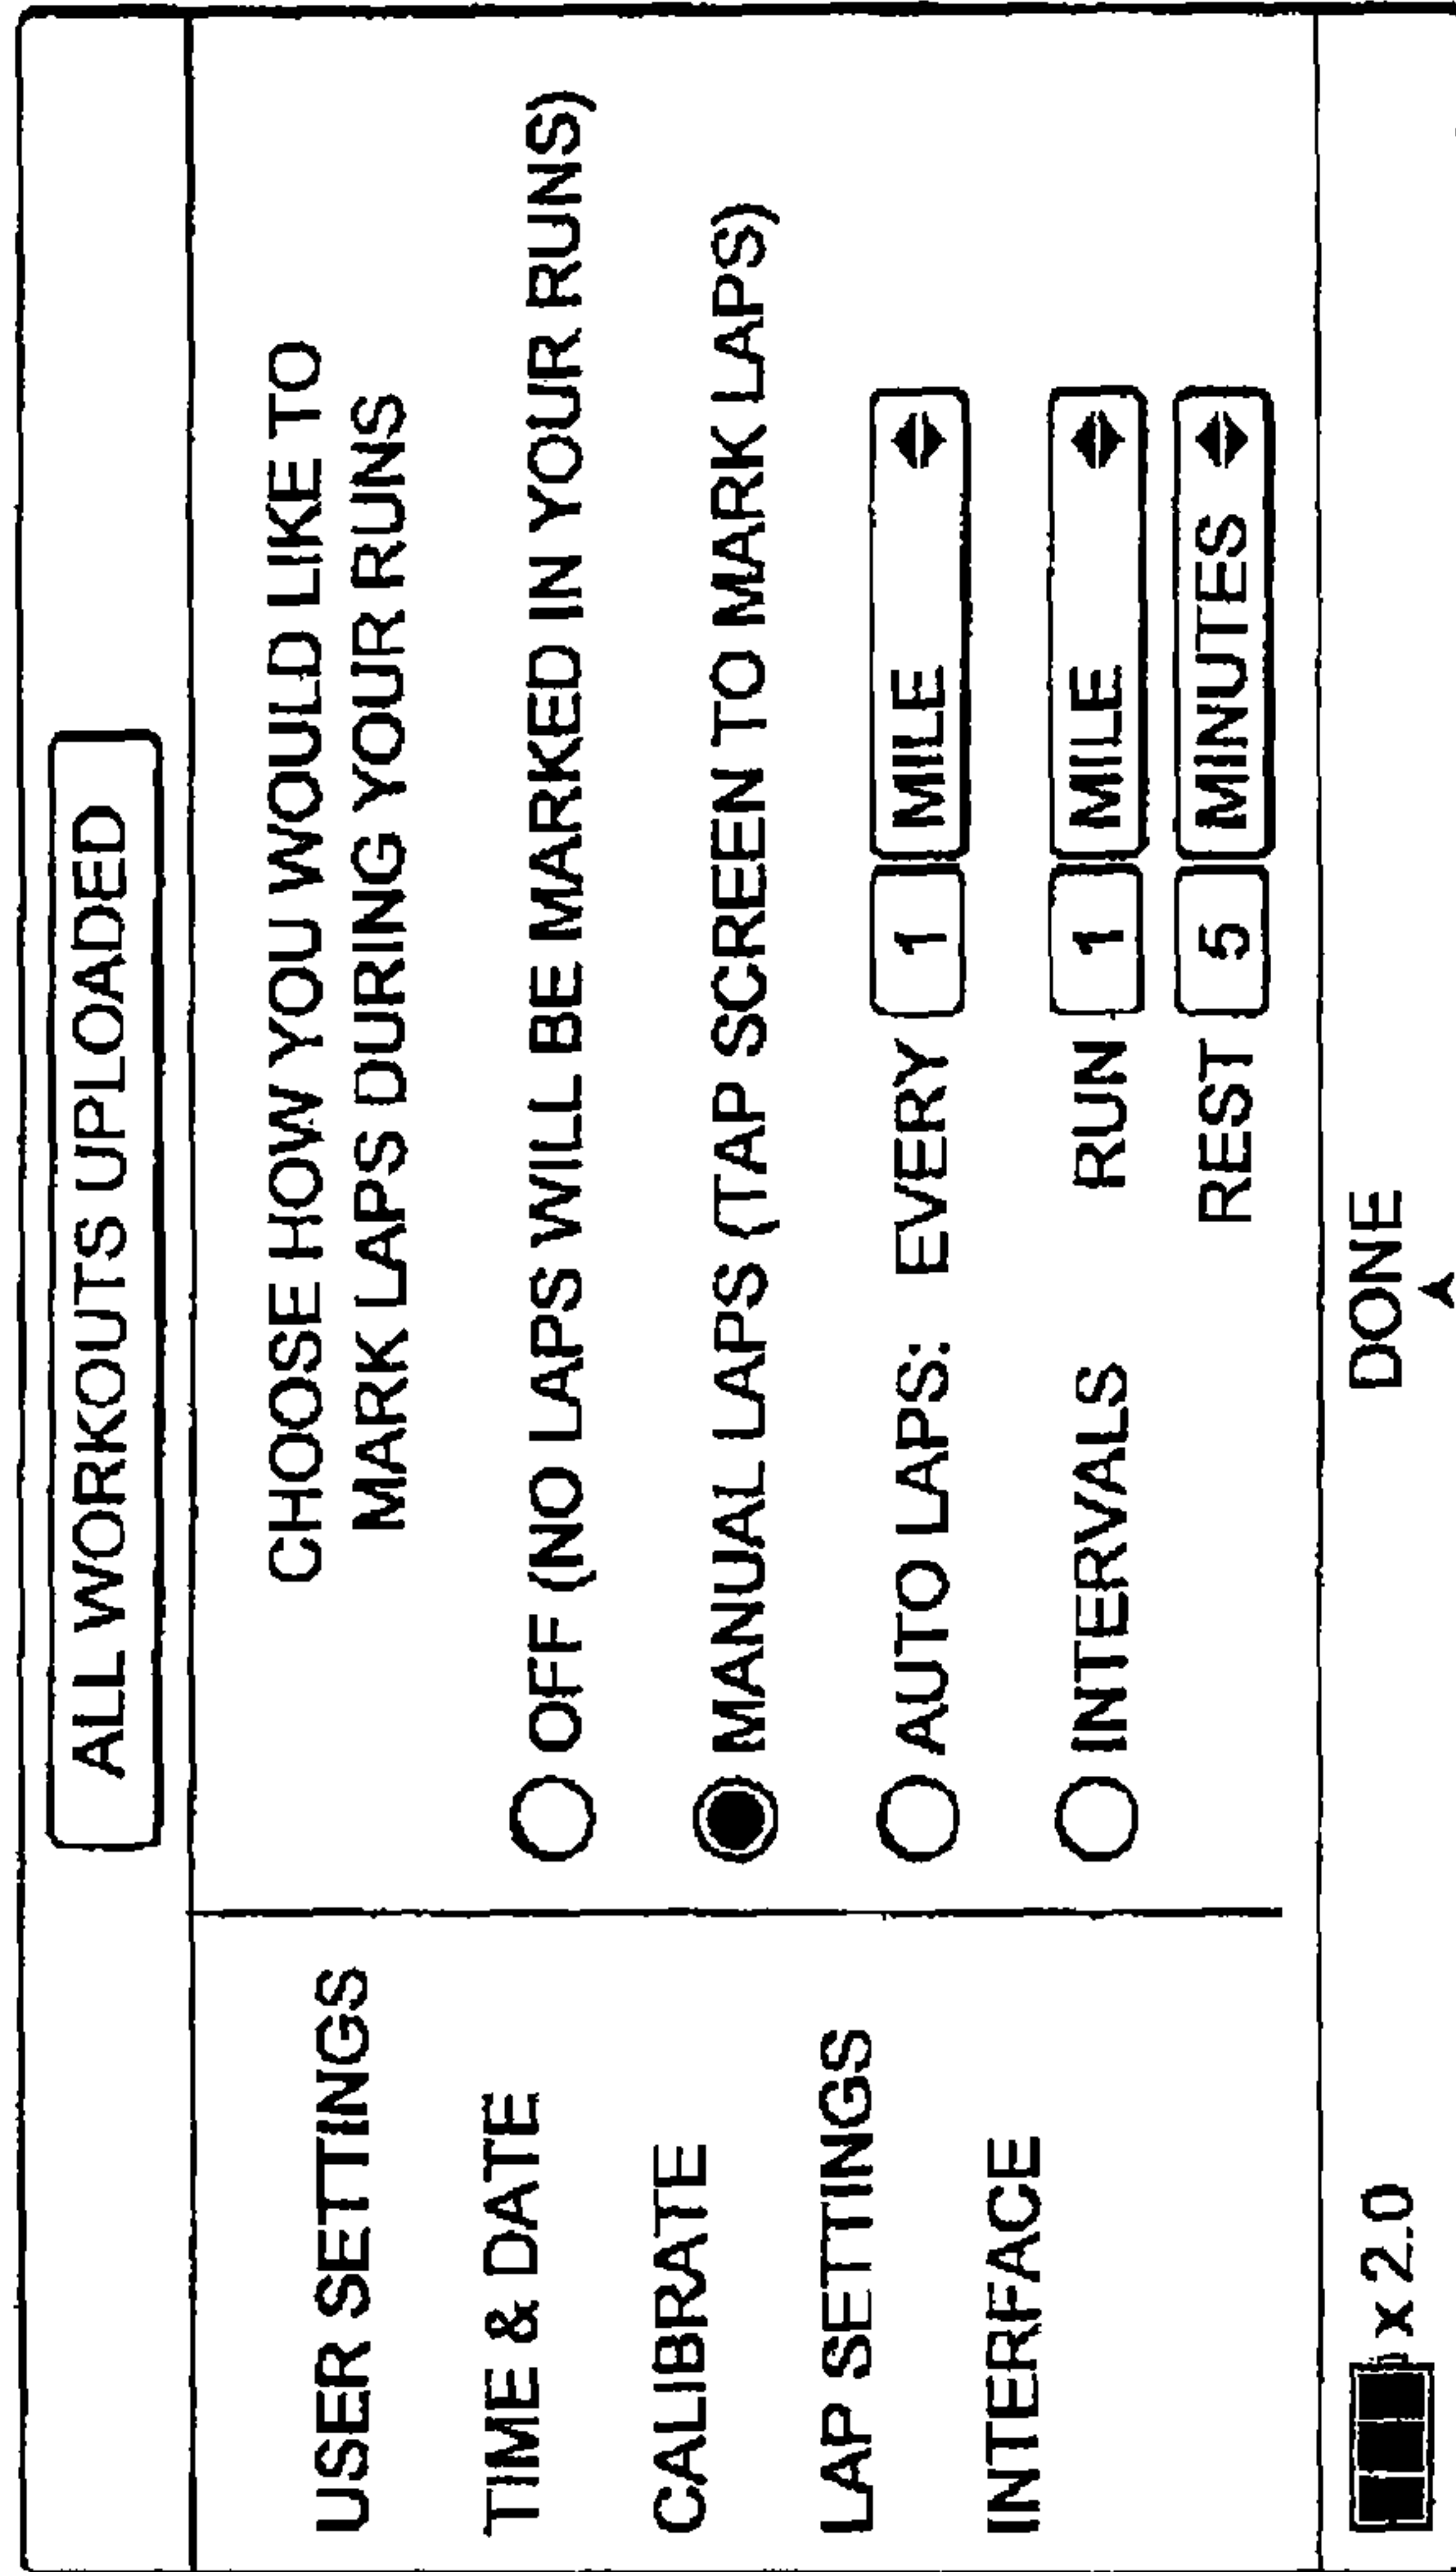 ALL WORKOUTS UPLOADED
USER SETTINGS
TIME & DATE
CALIBRATE
LAP SETTINGS
INTERFACE
CHOOSE HOW YOU WOULD LIKE TO
MARK LAPS DURING YOUR RUNS
OFF (NO LAPS WILL BE MARKED IN YOUR RUNS)
MANUAL LAPS (TAP SCREEN TO MARK LAPS)
AUTO LAPS: EVERY 1 MILE
INTERVALS RUN 1 MILE
REST 5 MINUTES
x 2.0
DONE